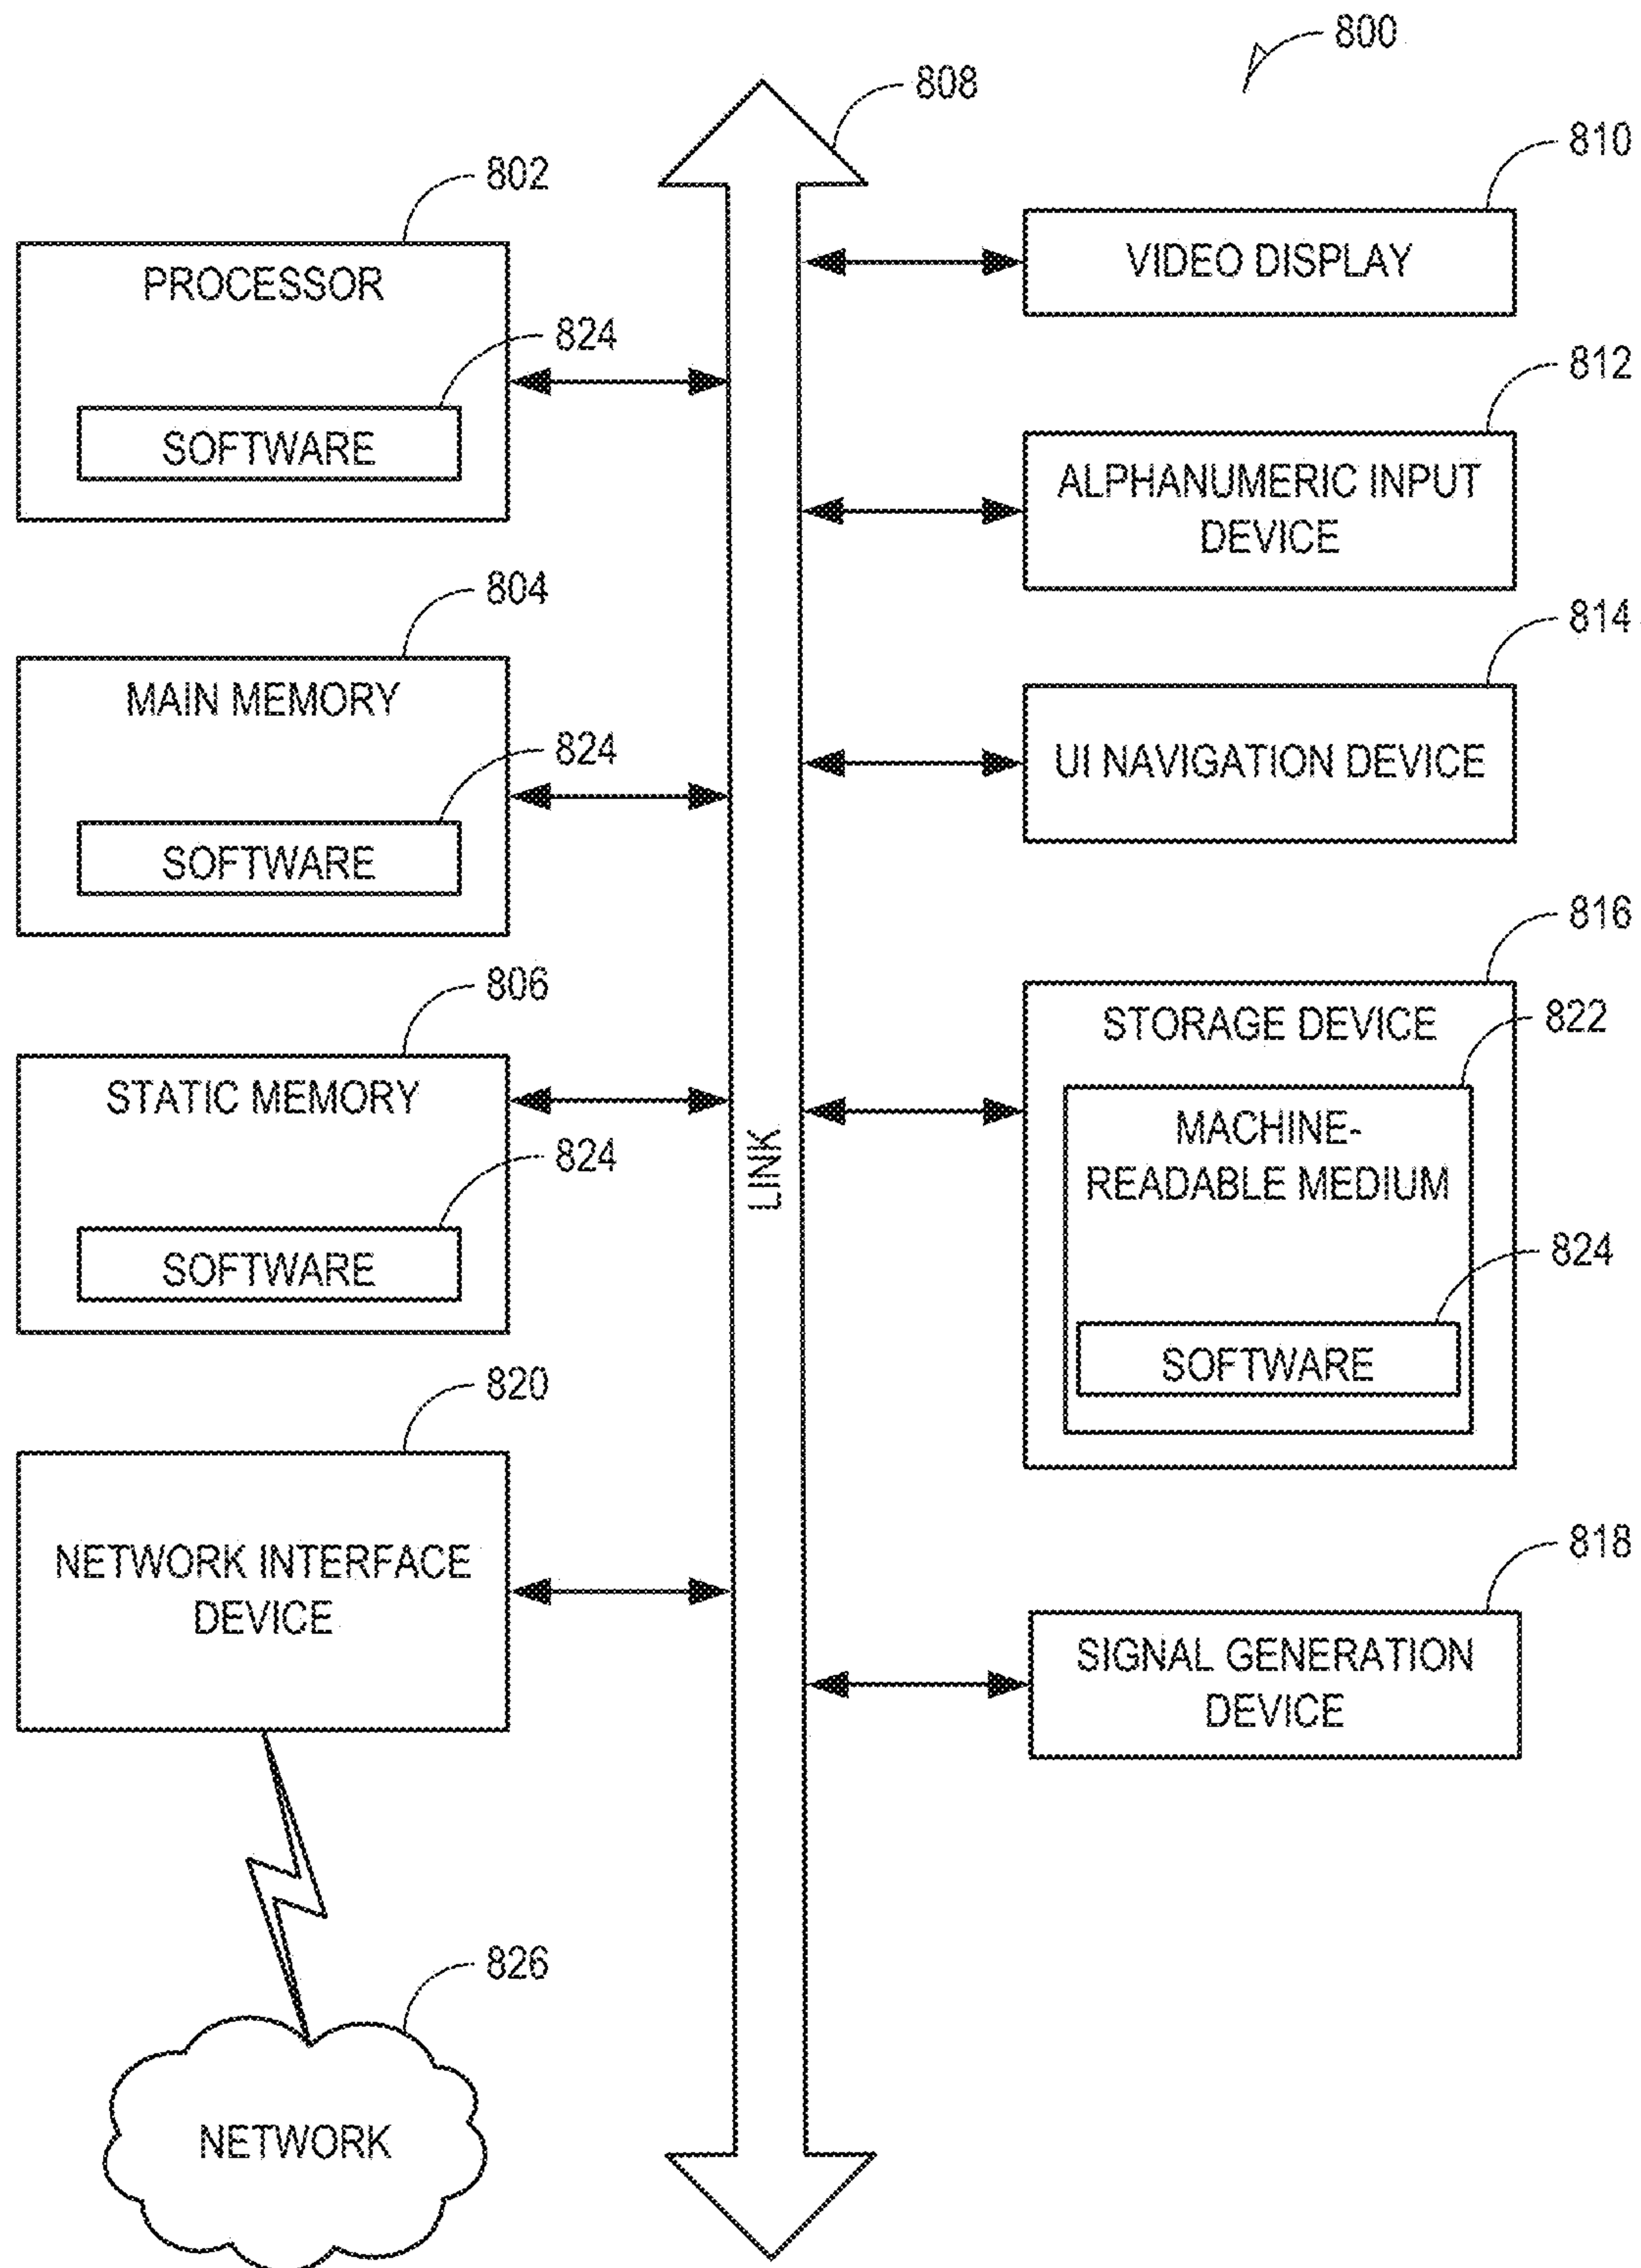 800
808
802
PROCESSOR
824
SOFTWARE
804
MAIN MEMORY
824
SOFTWARE
806
STATIC MEMORY
824
SOFTWARE
820
NETWORK INTERFACE
DEVICE
826
NETWORK
LINK
810
VIDEO DISPLAY
812
ALPHANUMERIC INPUT
DEVICE
814
UI NAVIGATION DEVICE
816
STORAGE DEVICE
822
MACHINE-
READABLE MEDIUM
824
SOFTWARE
818
SIGNAL GENERATION
DEVICE